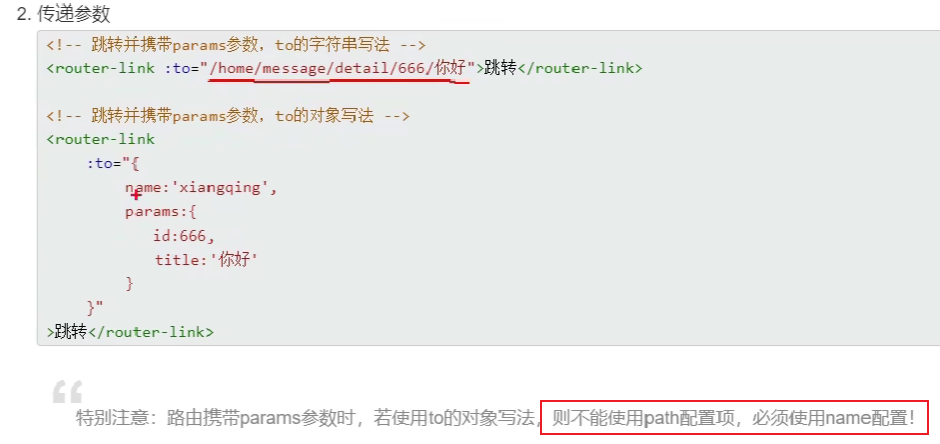 2. 传递参数
<!-- 跳转并携带params参数，to的字符串写法 -->
<router-link :to="/home/message/detail/666/你好">跳转</router-link>
<!-- 跳转并携带params参数，to的对象写法 -->
<router-link
:to="{
name:'xiangqing',
params:{
id:666,
title:'你好'
}
}"
>跳转</router-link>
特别注意：路由携带params参数时，若使用to的对象写法，则不能使用path配置项，必须使用name配置！